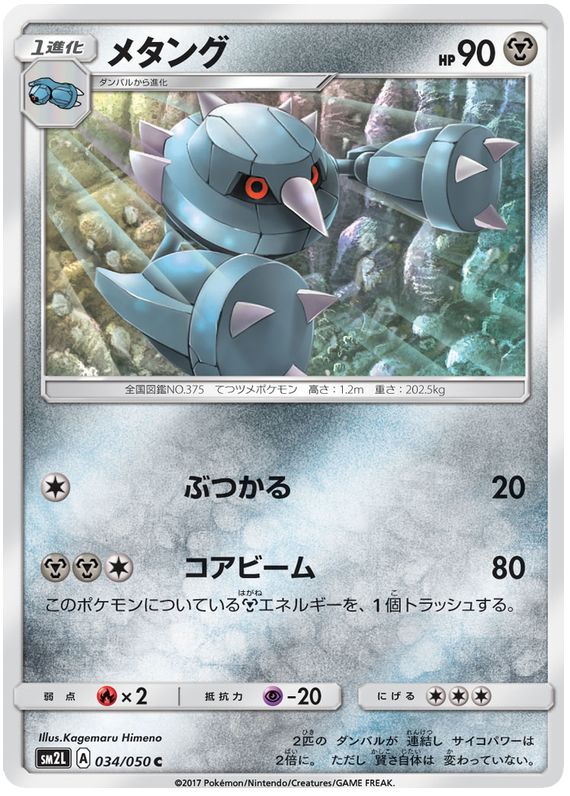 1進化 メタング HP 90
ダンバルから進化
全国図鑑NO.375 てつツメポケモン 高さ:1.2m 重さ:202.5kg
ぶつかる 20
コアビーム 80
このポケモンについているエネルギーを、1個トラッシュする。
弱点 ×2 抵抗力 -20 にげる
Illus.Kagemaru Himeno
SM2L A 034/050 C
2匹の ダンバルが 連結し サイコパワーは
2倍に。ただし 賢さ自体は 変わっていない。
©2017 Pokémon/Nintendo/Creatures/GAME FREAK.